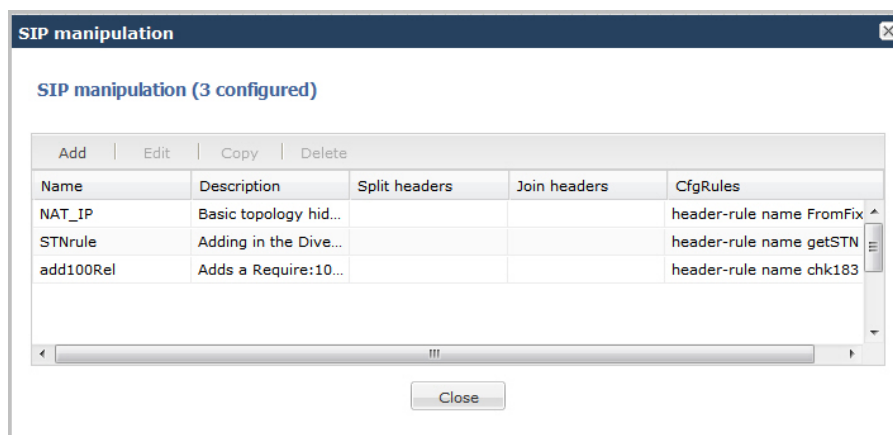 SIP manipulation
SIP manipulation (3 configured)
Add Edit Copy Delete
Name Description Split headers Join headers CfgRules
NAT_IP Basic topology hid... header-rule name FromFix
STNrule Adding in the Dive... header-rule name getSTN
add100Rel Adds a Require:10... header-rule name chk183
Close